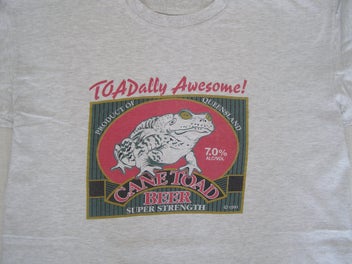 TOADally Awesome!
PRODUCT OF QUEENSLAND
7.0%
ALC/VOL
CANE TOAD
BEER
SUPER STRENGTH